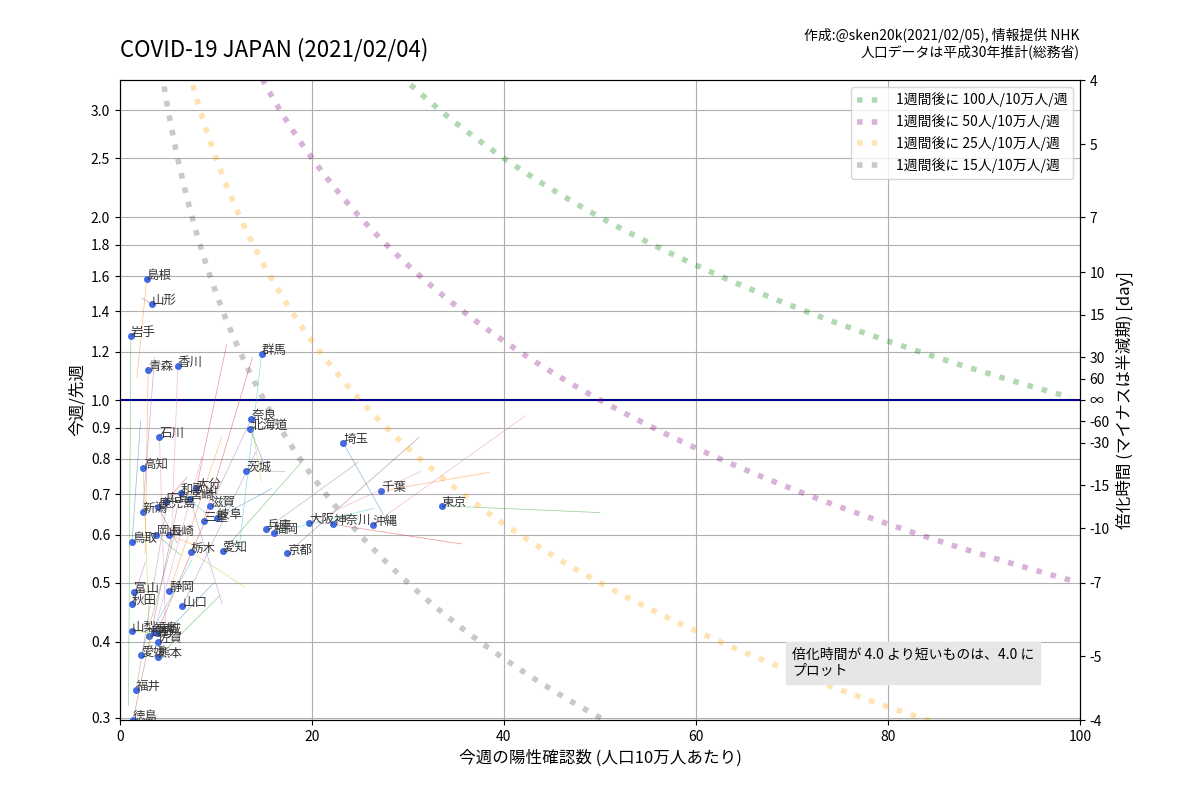 COVID-19 JAPAN (2021/02/04)
作成:@sken20k(2021/02/05), 情報提供 NHK
人口データは平成30年推計(総務省)
1週間後に 100人/10万人/週
1週間後に 50人/10万人/週
1週間後に 25人/10万人/週
1週間後に 15人/10万人/週
今週/先週
3.0
2.5
2.0
1.8
1.6
1.4
1.2
1.0
0.9
0.8
0.7
0.6
0.5
0.4
0.3
4
5
7
10
15
30
60
∞
-60
-30
-15
-10
-7
-5
-4
倍化時間 (マイナスは半減期) [day]
島根
山形
岩手
群馬
青森
香川
奈良
北海道
石川
埼玉
高知
茨城
千葉
大分
東京
滋賀
新潟
岐阜
大阪
神奈川
沖縄
兵庫
福岡
長崎
鳥取
栃木
愛知
京都
富山
静岡
秋田
山口
山梨
佐賀
愛媛
熊本
福井
徳島
倍化時間が 4.0 より短いものは、4.0 に
プロット
0
20
40
60
80
100
今週の陽性確認数 (人口10万人あたり)